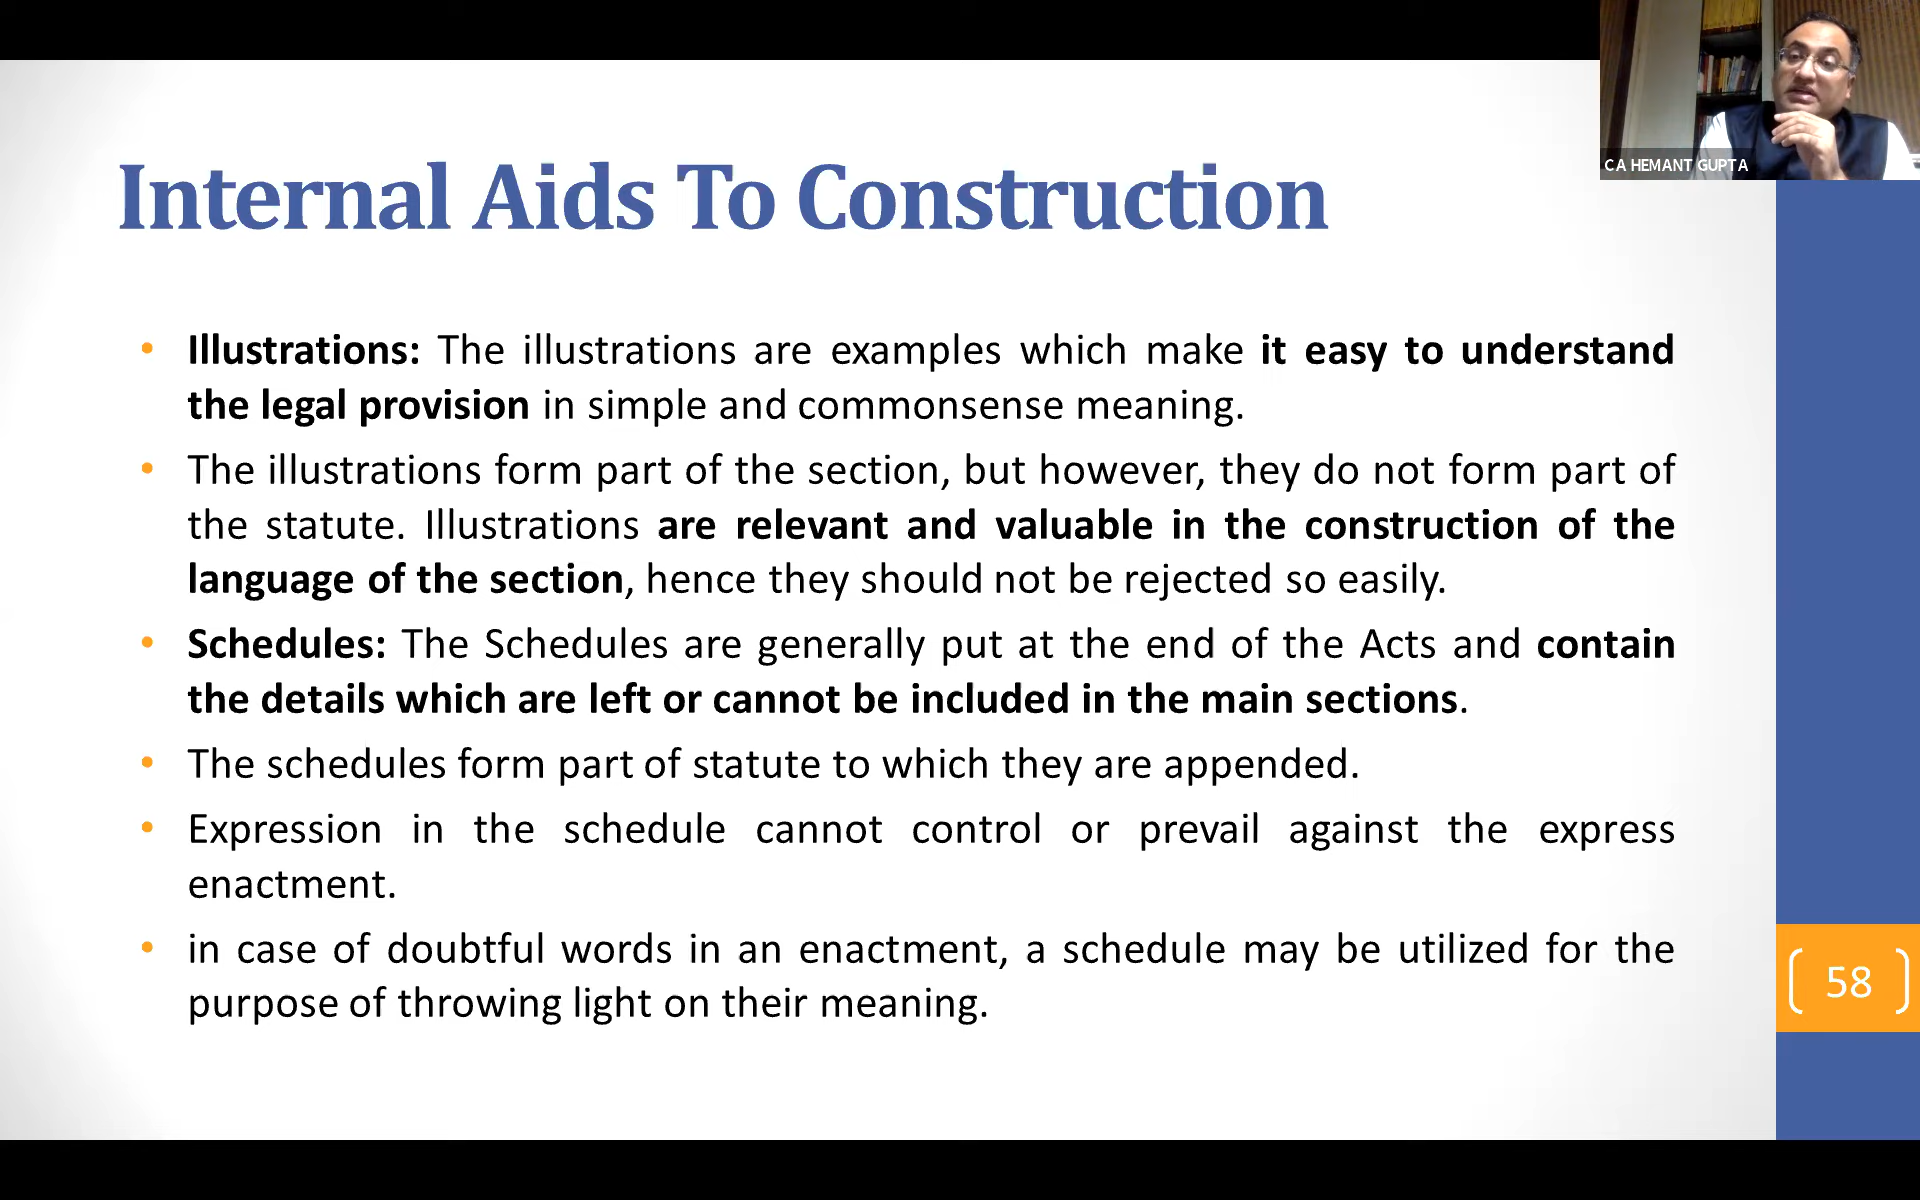 CA HEMANT GUPTA
Internal Aids To Construction
• Illustrations: The illustrations are examples which make it easy to understand
the legal provision in simple and commonsense meaning.
• The illustrations form part of the section, but however, they do not form part of
the statute. Illustrations are relevant and valuable in the construction of the
language of the section, hence they should not be rejected so easily.
• Schedules: The Schedules are generally put at the end of the Acts and contain
the details which are left or cannot be included in the main sections.
• The schedules form part of statute to which they are appended.
• Expression in the schedule cannot control or prevail against the express
enactment.
• in case of doubtful words in an enactment, a schedule may be utilized for the
purpose of throwing light on their meaning.
58